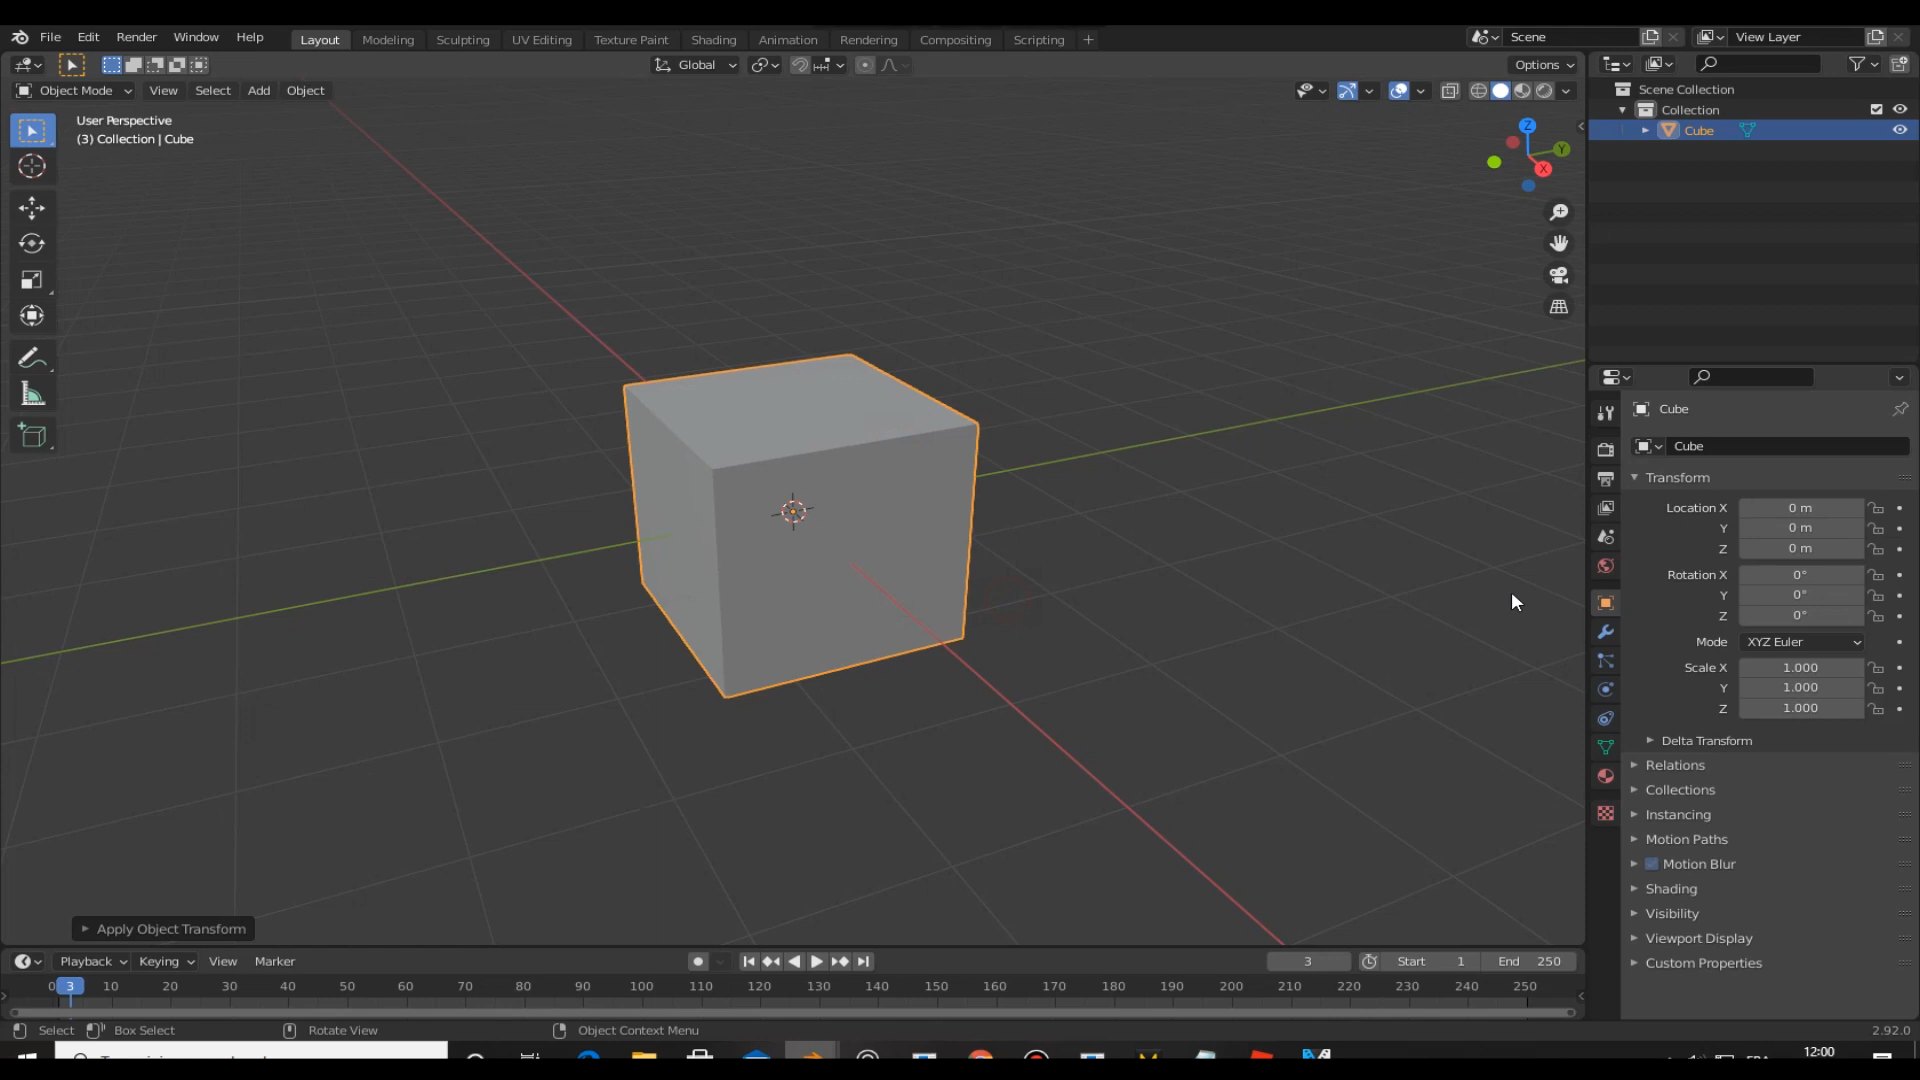 File Edit Render Window Help Layout Modeling Sculpting UV Editing Texture Paint Shading Animation Rendering Compositing Scripting + Scene View Layer
Global Options
Object Mode View Select Add Object
User Perspective
(3) Collection | Cube
Z
Y
X
Scene Collection
Collection
Cube
Cube
Cube
Transform
Location X 0 m
Y 0 m
Z 0 m
Rotation X 0°
Y 0°
Z 0°
Mode XYZ Euler
Scale X 1.000
Y 1.000
Z 1.000
Delta Transform
Relations
Collections
Instancing
Motion Paths
Motion Blur
Shading
Visibility
Viewport Display
Custom Properties
Apply Object Transform
Playback Keying View Marker 3 Start 1 End 250
0 3 10 20 30 40 50 60 70 80 90 100 110 120 130 140 150 160 170 180 190 200 210 220 230 240 250
Select Box Select Rotate View Object Context Menu 2.92.0
12:00